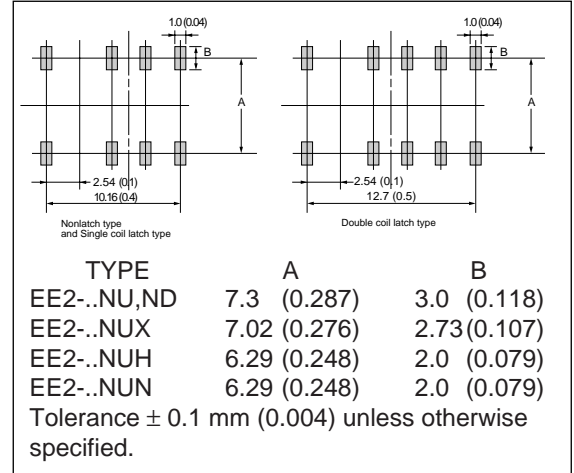 1.0 (0.04)
B
A
2.54 (0.1)
10.16 (0.4)
Nonlatch type
and Single coil latch type
1.0 (0.04)
B
A
2.54 (0.1)
12.7 (0.5)
Double coil latch type
TYPE A B
EE2-..NU,ND 7.3 (0.287) 3.0 (0.118)
EE2-..NUX 7.02 (0.276) 2.73 (0.107)
EE2-..NUH 6.29 (0.248) 2.0 (0.079)
EE2-..NUN 6.29 (0.248) 2.0 (0.079)
Tolerance ± 0.1 mm (0.004) unless otherwise
specified.